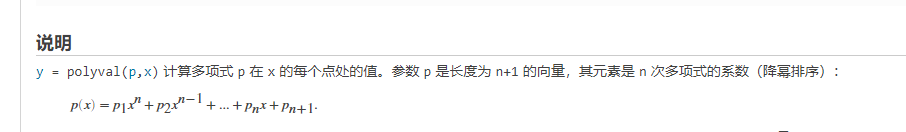 说明
y = polyval(p,x) 计算多项式 p 在 x 的每个点处的值。参数 p 是长度为 n+1 的向量，其元素是 n 次多项式的系数（降幂排序）：
p(x) = p₁xⁿ + p₂xⁿ⁻¹ + ... + pₙx + pₙ₊₁.